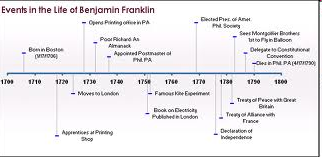 Events in the Life of Benjamin Franklin
Opens Printing office in PA
Elected Pres. of Amer.
Phil. Society
Poor Richard. As
Almanack
Sees Montgolfier Brothers
1st to Fly in Balloon
Born in Boston
(1/17/1706)
Appointed Postmaster of
Phil. PA
Delegate to Constitutional
Convention
Dies in Phil. PA (4/17/1790)
1700 1710 1720 1730 1740 1750 1760 1770 1780 1790 1800
Moves to London
Famous Kite Experiment
Treaty of Peace with Great
Britain
Book on Electricity
Published in London
Treaty of Alliance with
France
Apprentices at Printing
Shop
Declaration of
Independence